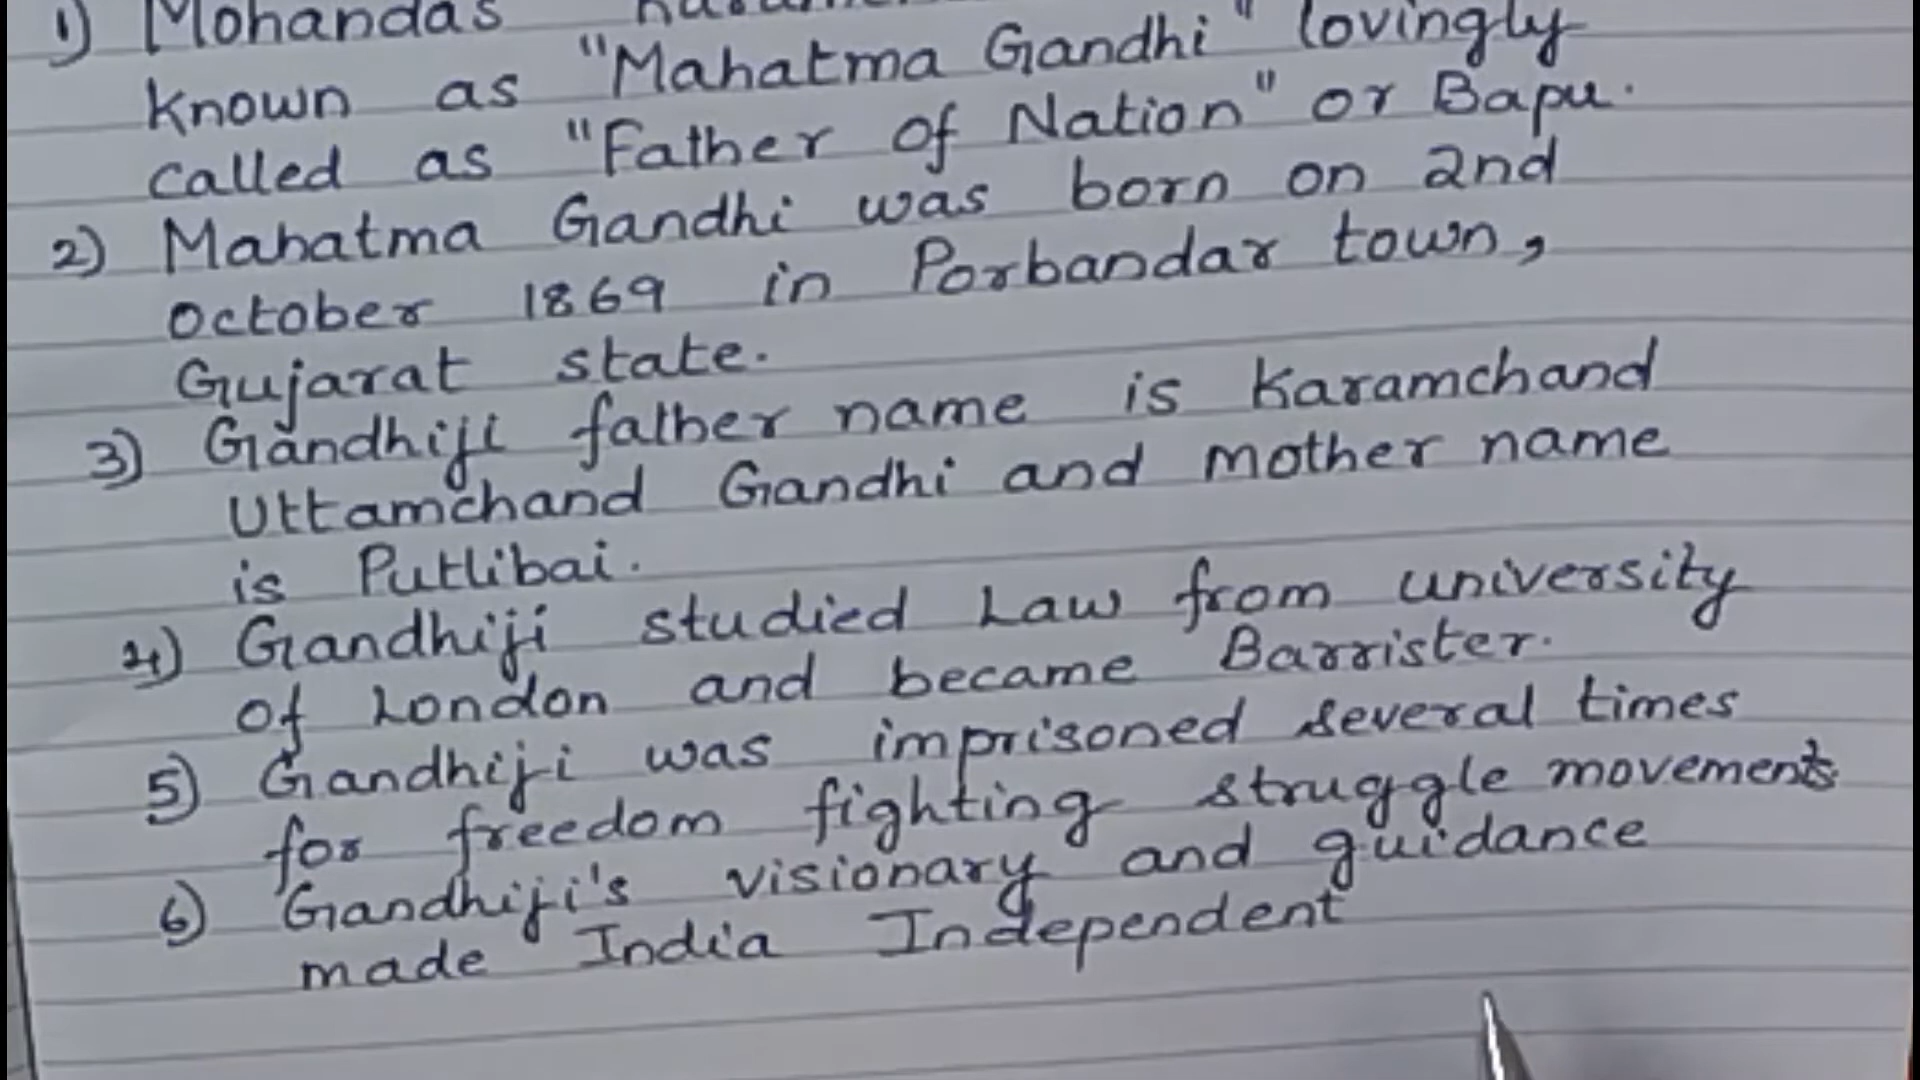 1) Mohandas
known as "Mahatma Gandhi" lovingly
called as "Father of Nation" or Bapu.
2) Mahatma Gandhi was born on 2nd
October 1869 in Porbandar town,
Gujarat state.
3) Gandhiji father name is Karamchand
Uttamchand Gandhi and mother name
is Putlibai.
4) Gandhiji studied Law from university
of London and became Barrister.
5) Gandhiji was imprisoned several times
for freedom fighting struggle movements
6) Gandhiji's visionary and guidance
made India Independent